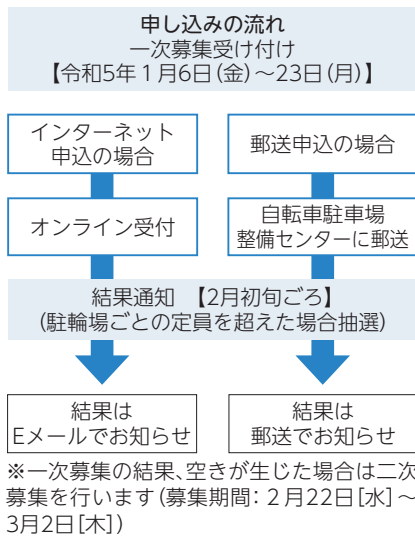 申し込みの流れ
一次募集受け付け
【令和5年1月6日(金)～23日(月)】
インターネット
申込の場合
郵送申込の場合
オンライン受付
自転車駐車場
整備センターに郵送
結果通知 【2月初旬ごろ】
(駐輪場ごとの定員を超えた場合抽選)
結果は
Eメールでお知らせ
結果は
郵送でお知らせ
※一次募集の結果、空きが生じた場合は二次
募集を行います(募集期間：2月22日[水]～
3月2日[木])